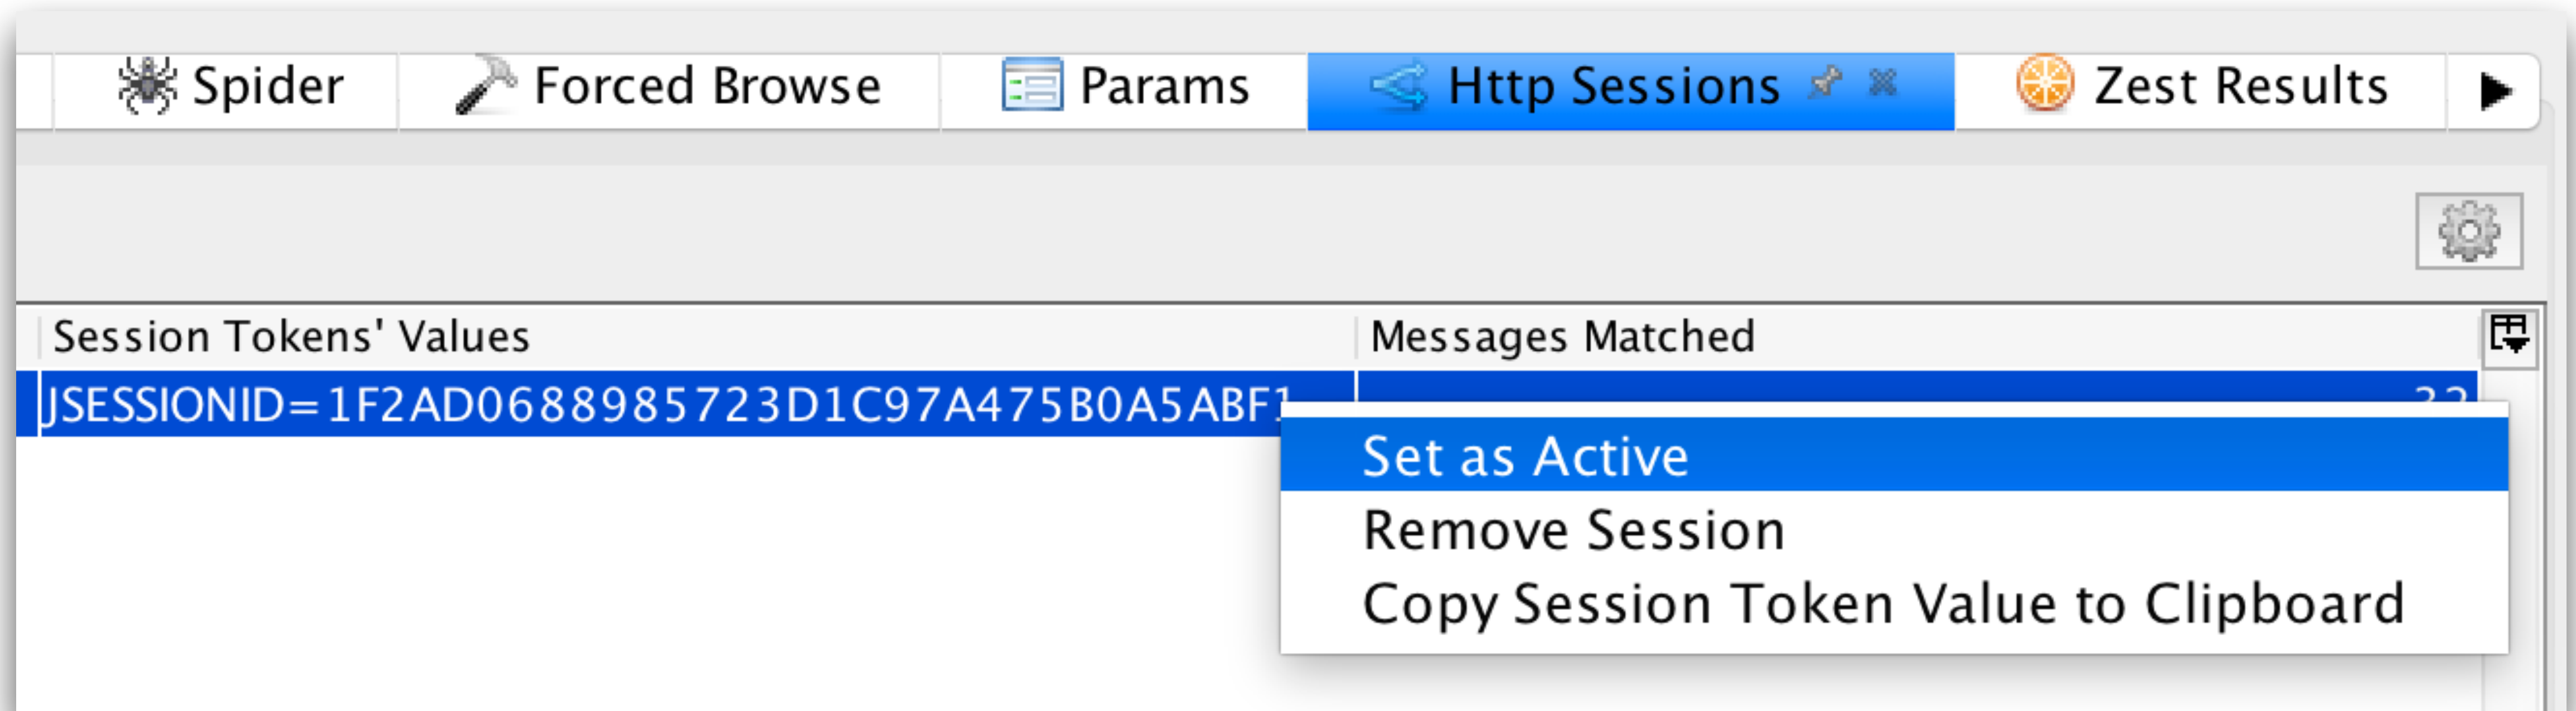 Spider Forced Browse Params Http Sessions Zest Results
Session Tokens' Values Messages Matched
JSESSIONID=1F2AD0688985723D1C97A475B0A5ABF1
Set as Active
Remove Session
Copy Session Token Value to Clipboard